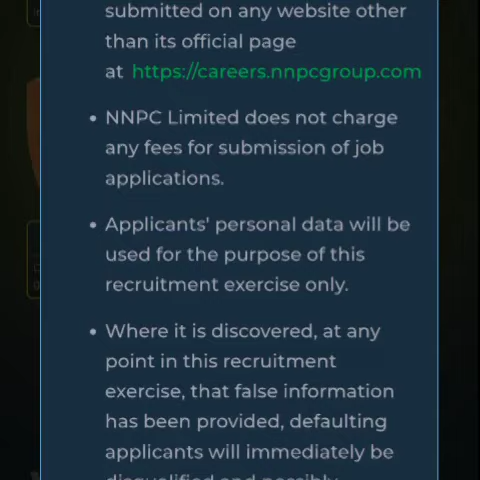 submitted on any website other
than its official page
at https://careers.nnpcgroup.com
• NNPC Limited does not charge
any fees for submission of job
applications.
• Applicants' personal data will be
used for the purpose of this
recruitment exercise only.
• Where it is discovered, at any
point in this recruitment
exercise, that false information
has been provided, defaulting
applicants will immediately be
disqualified and possibly